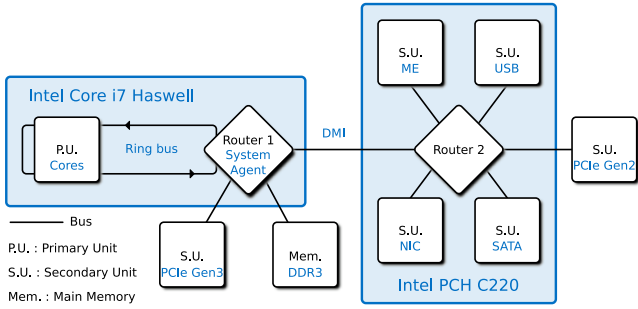 Intel Core i7 Haswell
P.U.
Cores
Ring bus
Router 1
System
Agent
DMI
S.U.
ME
S.U.
USB
Router 2
S.U.
PCIe Gen2
S.U.
NIC
S.U.
SATA
Intel PCH C220
S.U.
PCIe Gen3
Mem.
DDR3
Bus
P.U. : Primary Unit
S.U. : Secondary Unit
Mem. : Main Memory